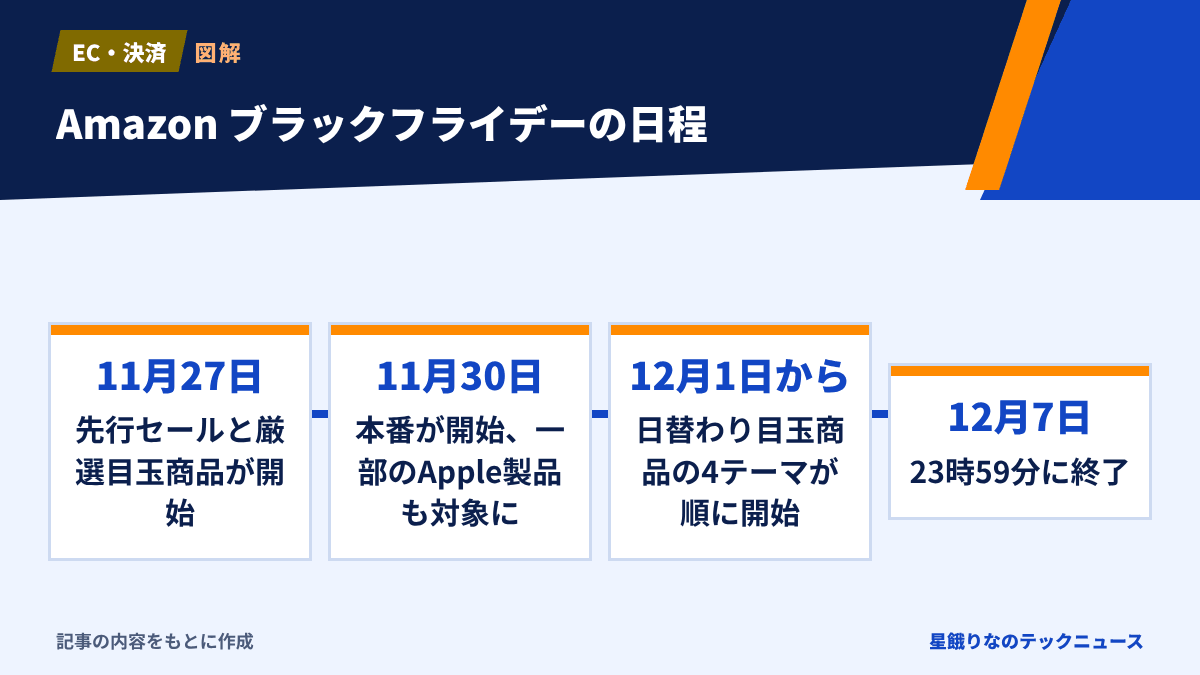 EC・決済 図解
Amazon ブラックフライデーの日程
11月27日
先行セールと厳
選目玉商品が開
始
11月30日
本番が開始、一
部のApple製品
も対象に
12月1日から
日替わり目玉商
品の4テーマが
順に開始
12月7日
23時59分に終了
記事の内容をもとに作成
星餓りなのテックニュース